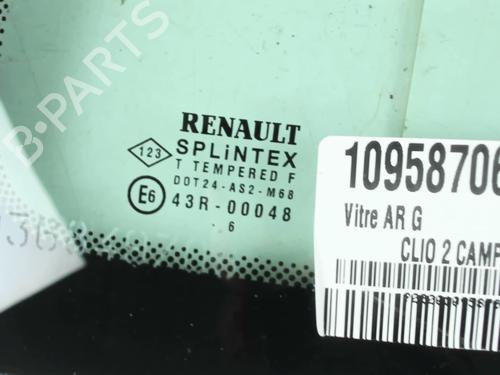 B-PARTS
RENAULT
123 SPLiNTEX
T TEMPERED F
DOT24-AS2-M68
E6 43R-00048
6
10958706
Vitre AR G
CLIO 2 CAMP